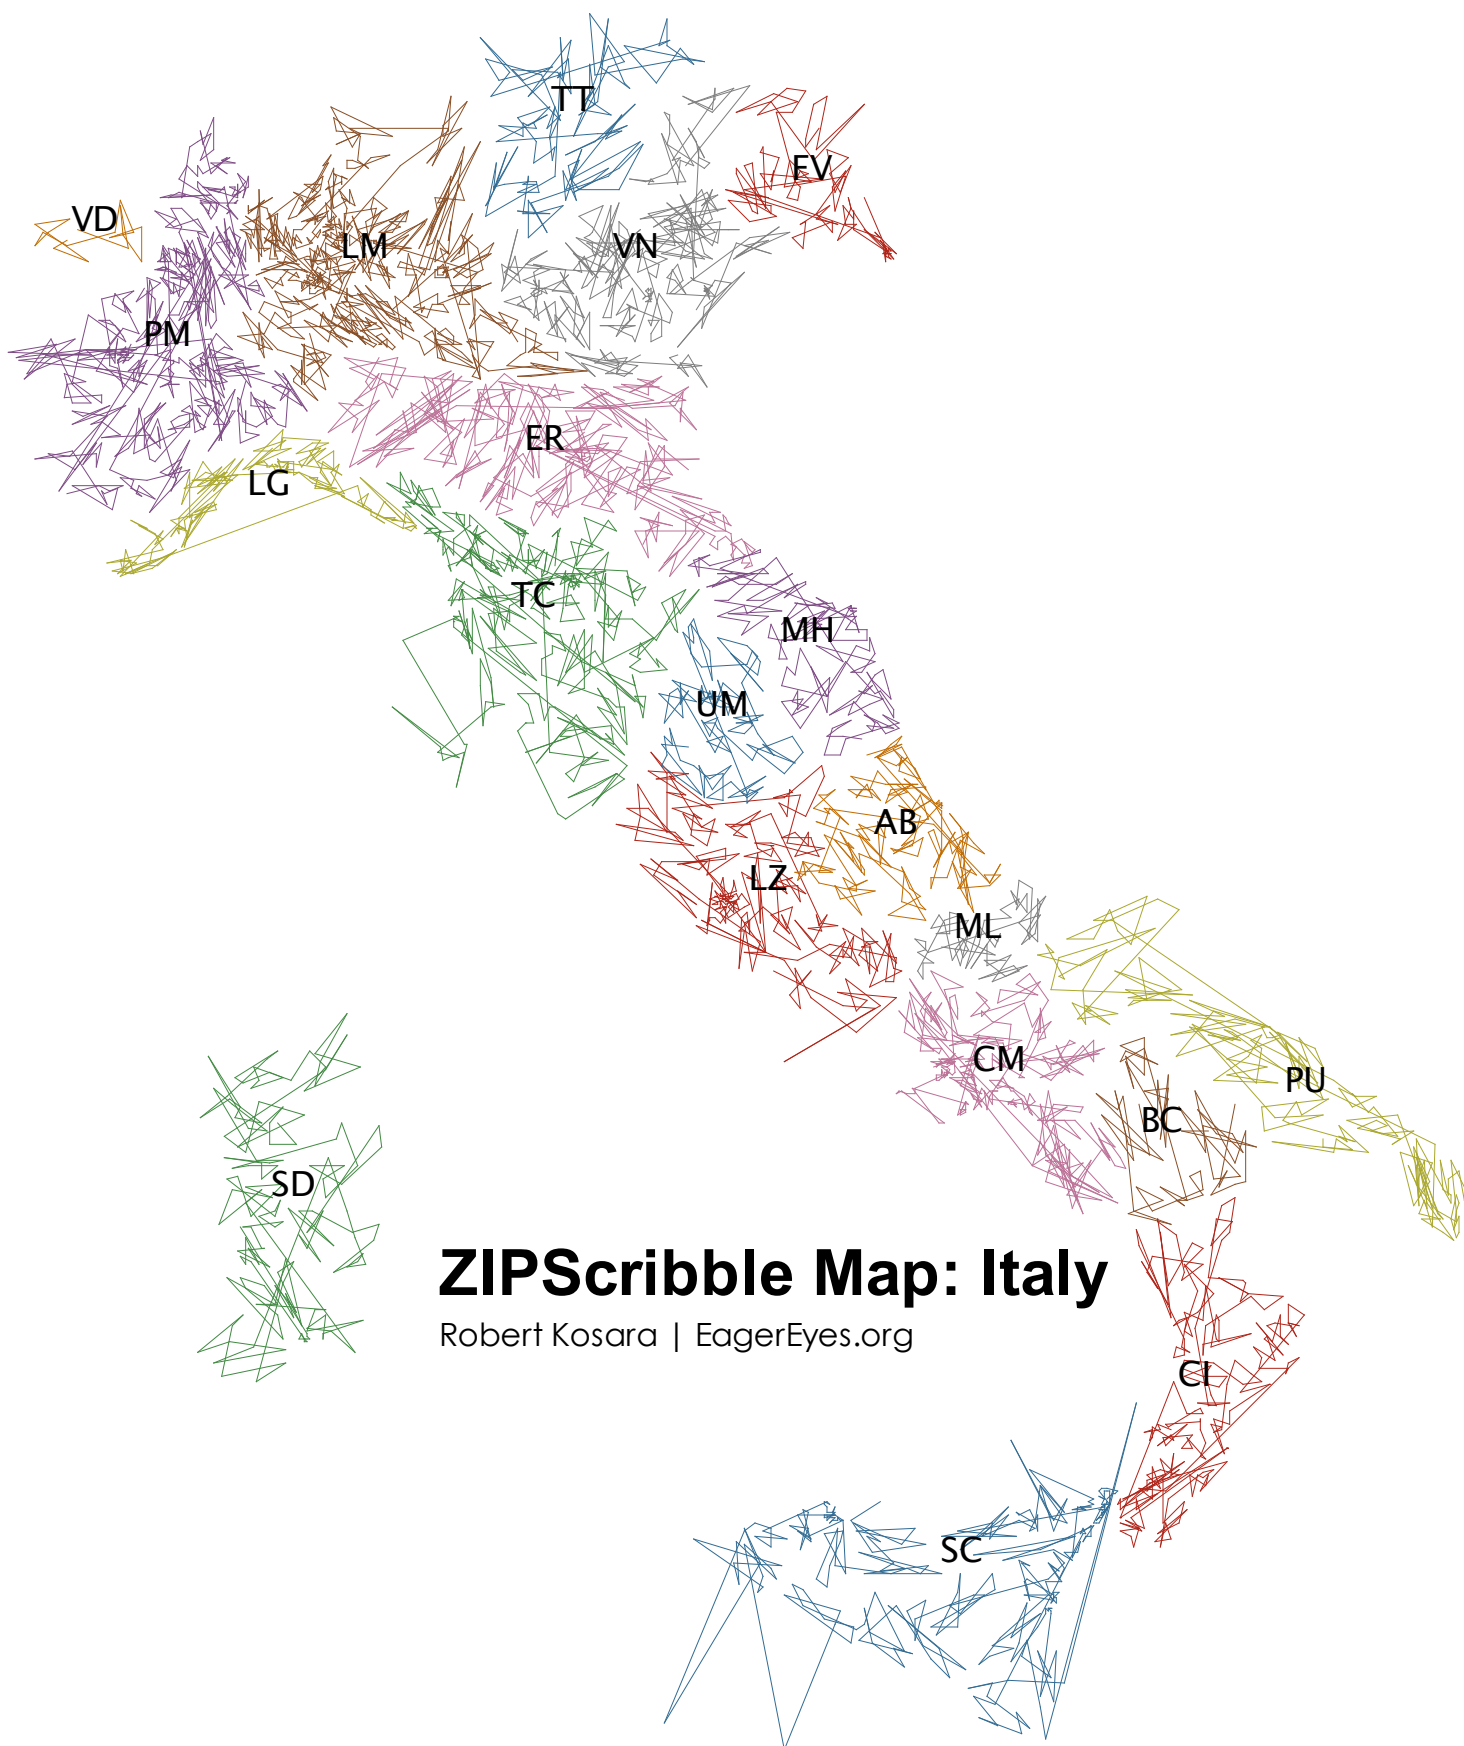 TT
FV
VD
LM
VN
PM
ER
LG
TC
MH
UM
AB
LZ
ML
CM
PU
BC
SD
ZIPScribble Map: Italy
Robert Kosara | EagerEyes.org
CI
SC